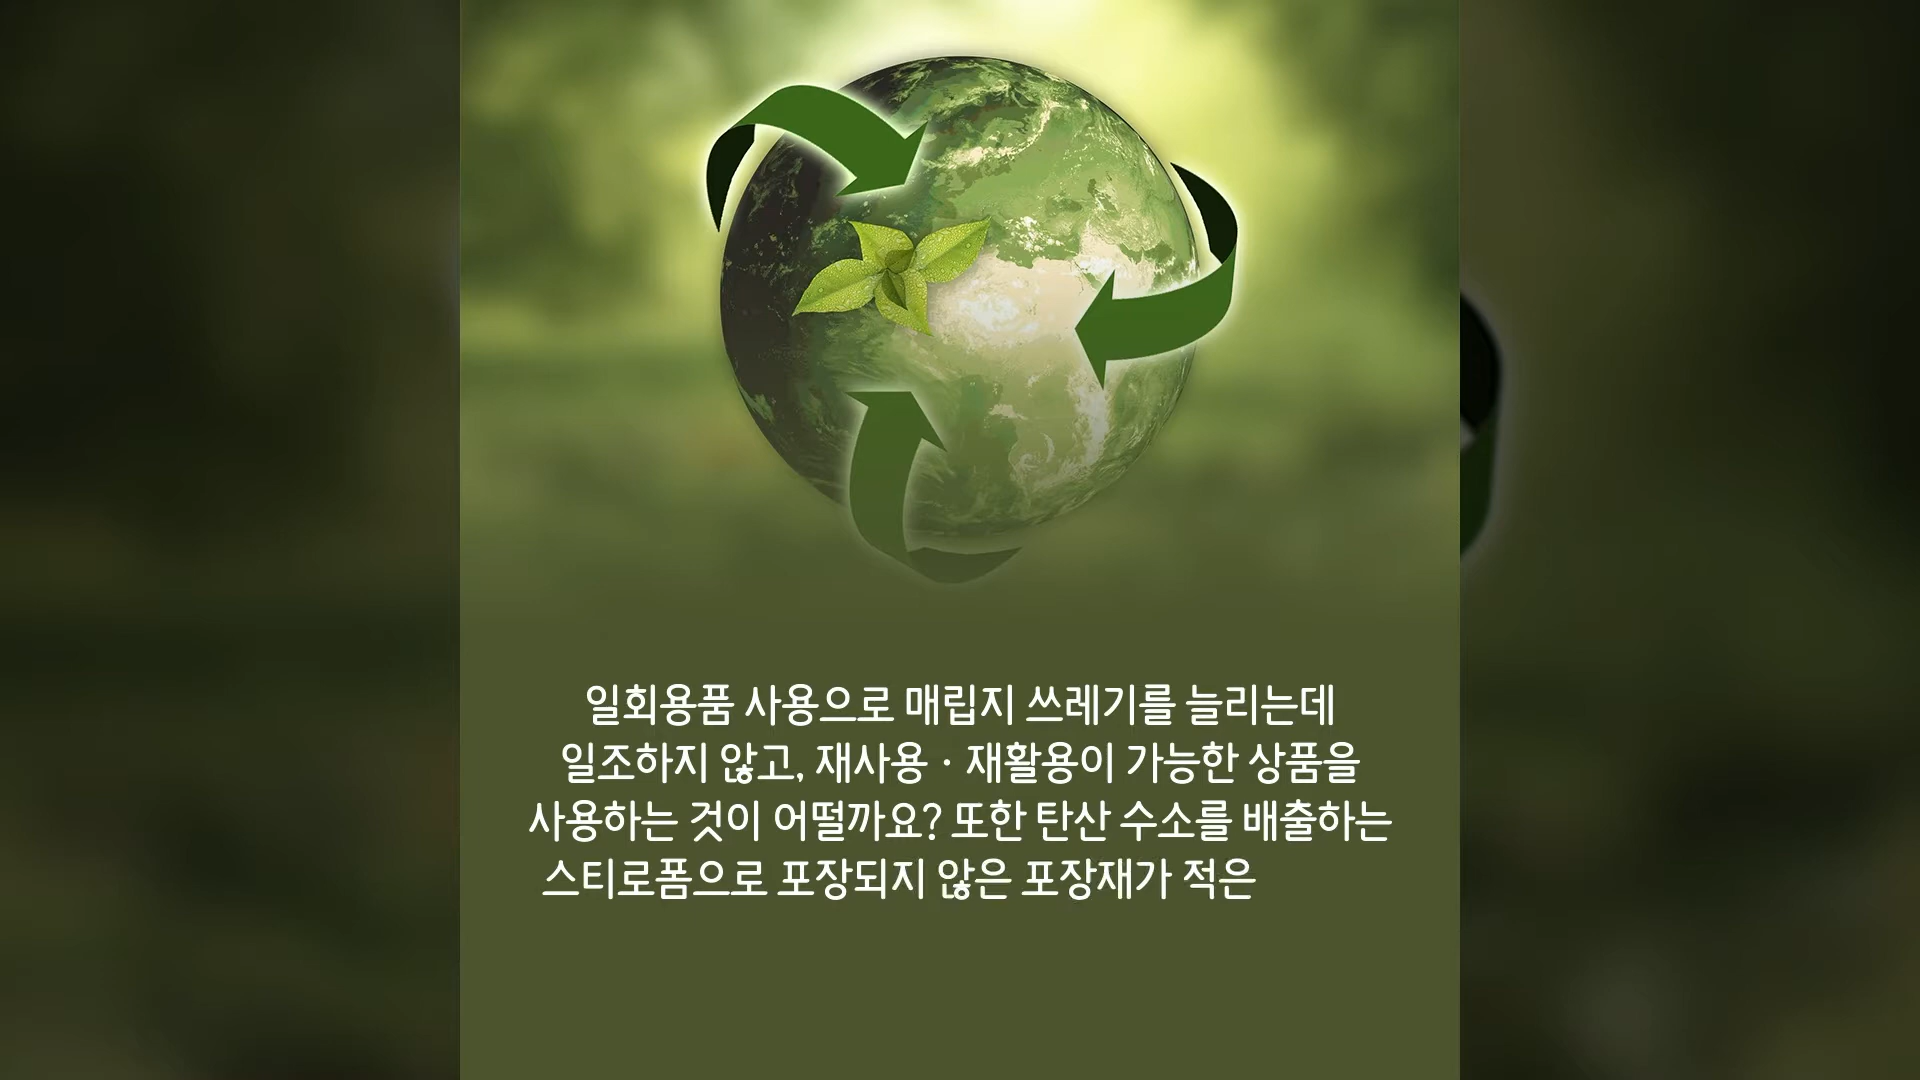 일회용품 사용으로 매립지 쓰레기를 늘리는데
일조하지 않고, 재사용 · 재활용이 가능한 상품을
사용하는 것이 어떨까요? 또한 탄산 수소를 배출하는
스티로폼으로 포장되지 않은 포장재가 적은